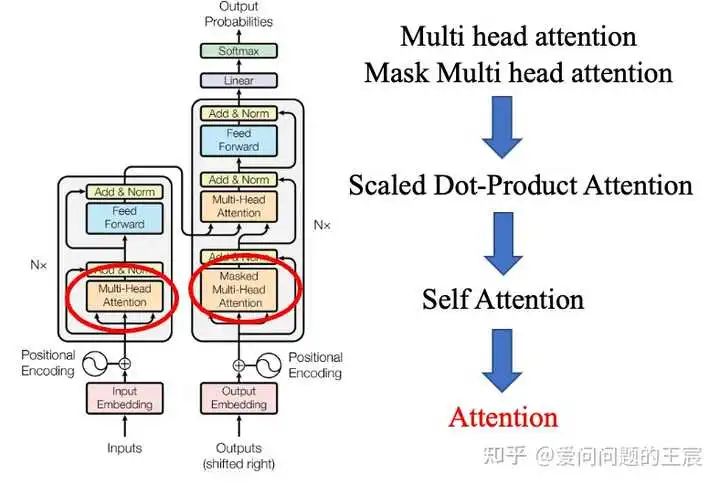 Output
Probabilities
Softmax
Linear
Add & Norm
Feed
Forward
Add & Norm
Multi-Head
Attention
Add & Norm
Masked
Multi-Head
Attention
Nx
Add & Norm
Feed
Forward
Nx
Add & Norm
Multi-Head
Attention
Positional
Encoding
Positional
Encoding
Input
Embedding
Output
Embedding
Inputs
Outputs
(shifted right)
Multi head attention
Mask Multi head attention
Scaled Dot-Product Attention
Self Attention
Attention
知乎 @爱问问题的王宸